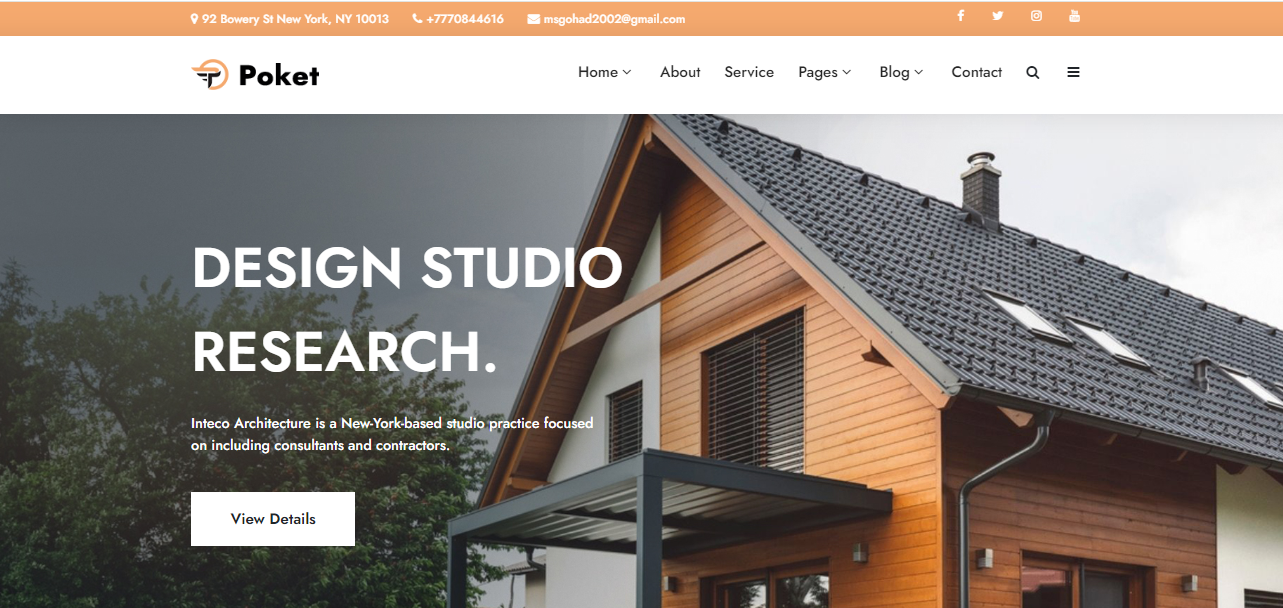 92 Bowery St New York, NY 10013 +7770844616 msgohad2002@gmail.com
Poket Home About Service Pages Blog Contact
DESIGN STUDIO
RESEARCH.
Inteco Architecture is a New-York-based studio practice focused
on including consultants and contractors.
View Details